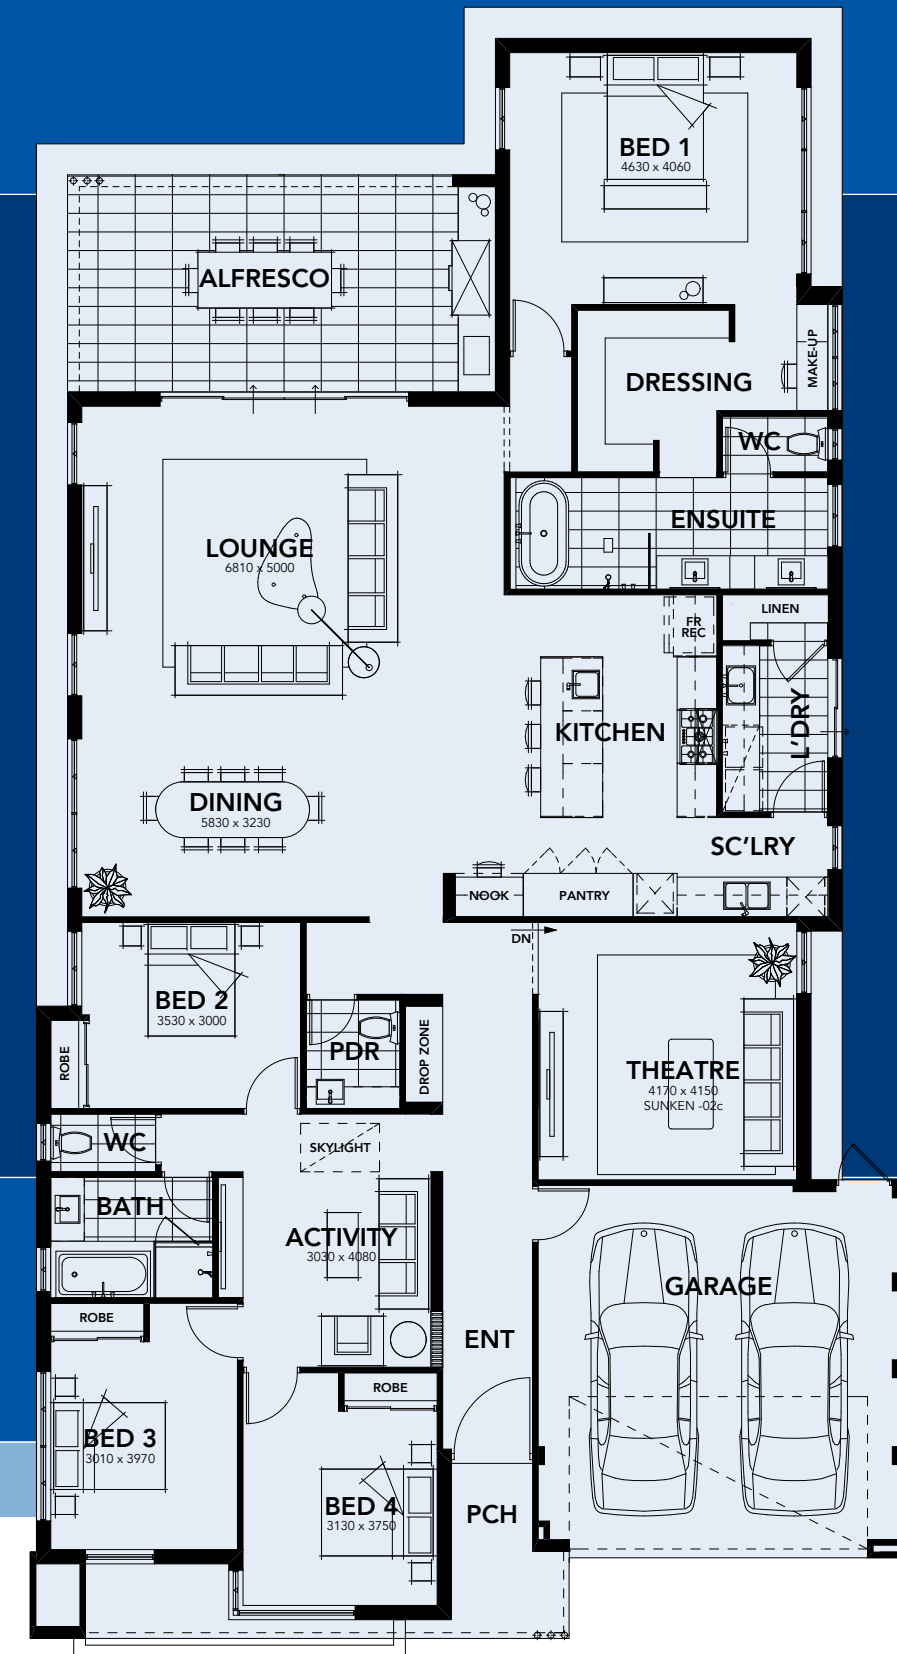 BED 1
4630 x 4060
ALFRESCO
MAKE-UP
DRESSING
WC
ENSUITE
LOUNGE
6810 x 5000
LINEN
FR
REC
KITCHEN
L'DRY
DINING
5830 x 3230
SC'LRY
NOOK
PANTRY
DN
BED 2
3530 x 3000
ROBE
PDR
DROP ZONE
THEATRE
4170 x 4150
SUNKEN -02c
WC
SKYLIGHT
BATH
ACTIVITY
3030 x 4080
GARAGE
ROBE
ENT
ROBE
BED 3
3010 x 3970
BED 4
3130 x 3750
PCH